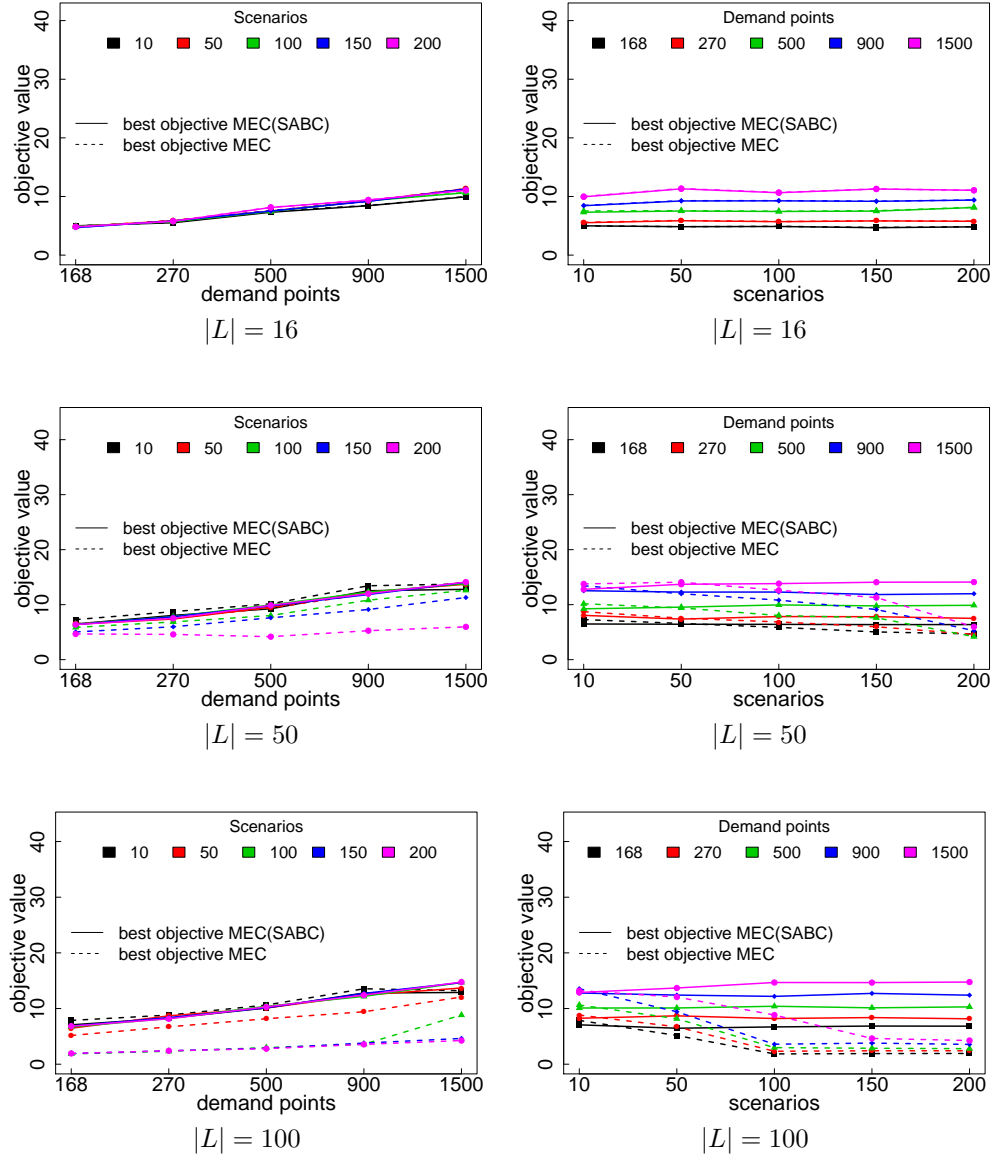 Scenarios
10 50 100 150 200
best objective MEC(SABC)
best objective MEC
objective value
0 10 20 30 40
168 270 500 900 1500
demand points
|L| = 16
Demand points
168 270 500 900 1500
best objective MEC(SABC)
best objective MEC
objective value
0 10 20 30 40
10 50 100 150 200
scenarios
|L| = 16
Scenarios
10 50 100 150 200
best objective MEC(SABC)
best objective MEC
objective value
0 10 20 30 40
168 270 500 900 1500
demand points
|L| = 50
Demand points
168 270 500 900 1500
best objective MEC(SABC)
best objective MEC
objective value
0 10 20 30 40
10 50 100 150 200
scenarios
|L| = 50
Scenarios
10 50 100 150 200
best objective MEC(SABC)
best objective MEC
objective value
0 10 20 30 40
168 270 500 900 1500
demand points
|L| = 100
Demand points
168 270 500 900 1500
best objective MEC(SABC)
best objective MEC
objective value
0 10 20 30 40
10 50 100 150 200
scenarios
|L| = 100